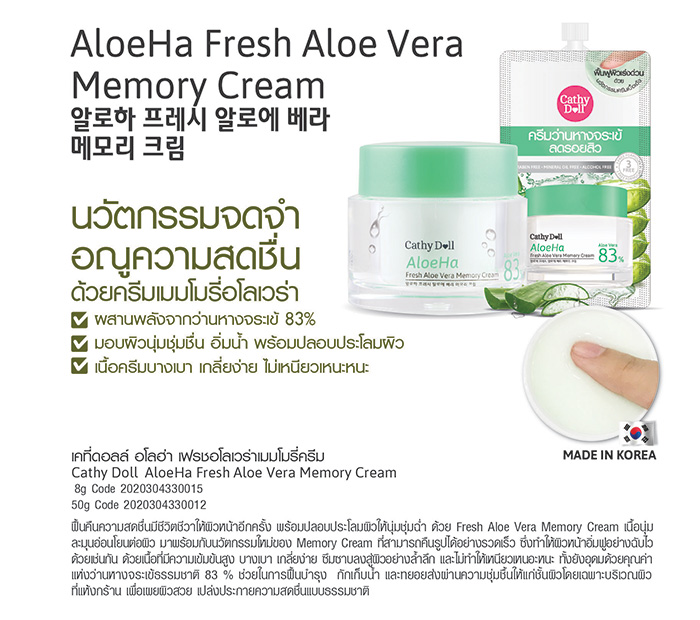 AloeHa Fresh Aloe Vera
Memory Cream
알로하 프레시 알로에 베라
메모리 크림
นวัตกรรมจดจำ
อณูความสดชื่น
ด้วยครีมเมมโมรี่อโลเวร่า
ผสานพลังจากว่านหางจระเข้ 83%
มอบผิวนุ่มชุ่มชื่น อิ่มน้ำ พร้อมปลอบประโลมผิว
เนื้อครีมบางเบา เกลี่ยง่าย ไม่เหนียวเหนะหนะ
Cathy Doll
AloeHa
Fresh Aloe Vera Memory Cream
83%
ฟื้นฟูผิวเร่งด่วน
ด้วย
Cathy
Doll
ครีมว่านหางจระเข้
ลดรอยสิว
MINERAL OIL FREE • ALCOHOL FREE
3
FREE
Cathy Doll
AloeHa
Fresh Aloe Vera Memory Cream
Aloe Vera
83%
MADE IN KOREA
เคที่ดอลล์ อโลฮ่า เฟรชอโลเวร่าเมมโมรี่ครีม
Cathy Doll AloeHa Fresh Aloe Vera Memory Cream
8g Code 2020304330015
50g Code 2020304330012
ฟื้นคืนความสดชื่นมีชีวิตชีวาให้ผิวหน้าอีกครั้ง พร้อมปลอบประโลมผิวให้นุ่มชุ่มฉ่ำ ด้วย Fresh Aloe Vera Memory Cream เนื้อนุ่ม
ละมุนอ่อนโยนต่อผิว มาพร้อมกับนวัตกรรมใหม่ของ Memory Cream ที่สามารถคืนรูปได้อย่างรวดเร็ว ซึ่งทำให้ผิวหน้าอิ่มฟูอย่างฉับไว
ด้วยเช่นกัน ด้วยเนื้อที่มีความเข้มข้นสูง บางเบา เกลี่ยง่าย ซึมซาบลงสู่ผิวอย่างล้ำลึก และไม่ทำให้เหนียวเหนอะหนะ ทั้งยังอุดมด้วยคุณค่า
แห่งว่านหางจระเข้ธรรมชาติ 83 % ช่วยในการฟื้นบำรุง กักเก็บน้ำ และทยอยส่งผ่านความชุ่มชื้นให้แก่ชั้นผิวโดยเฉพาะบริเวณผิว
ที่แห้งกร้าน เพื่อเผยผิวสวย เปล่งประกายความสดชื่นแบบธรรมชาติ